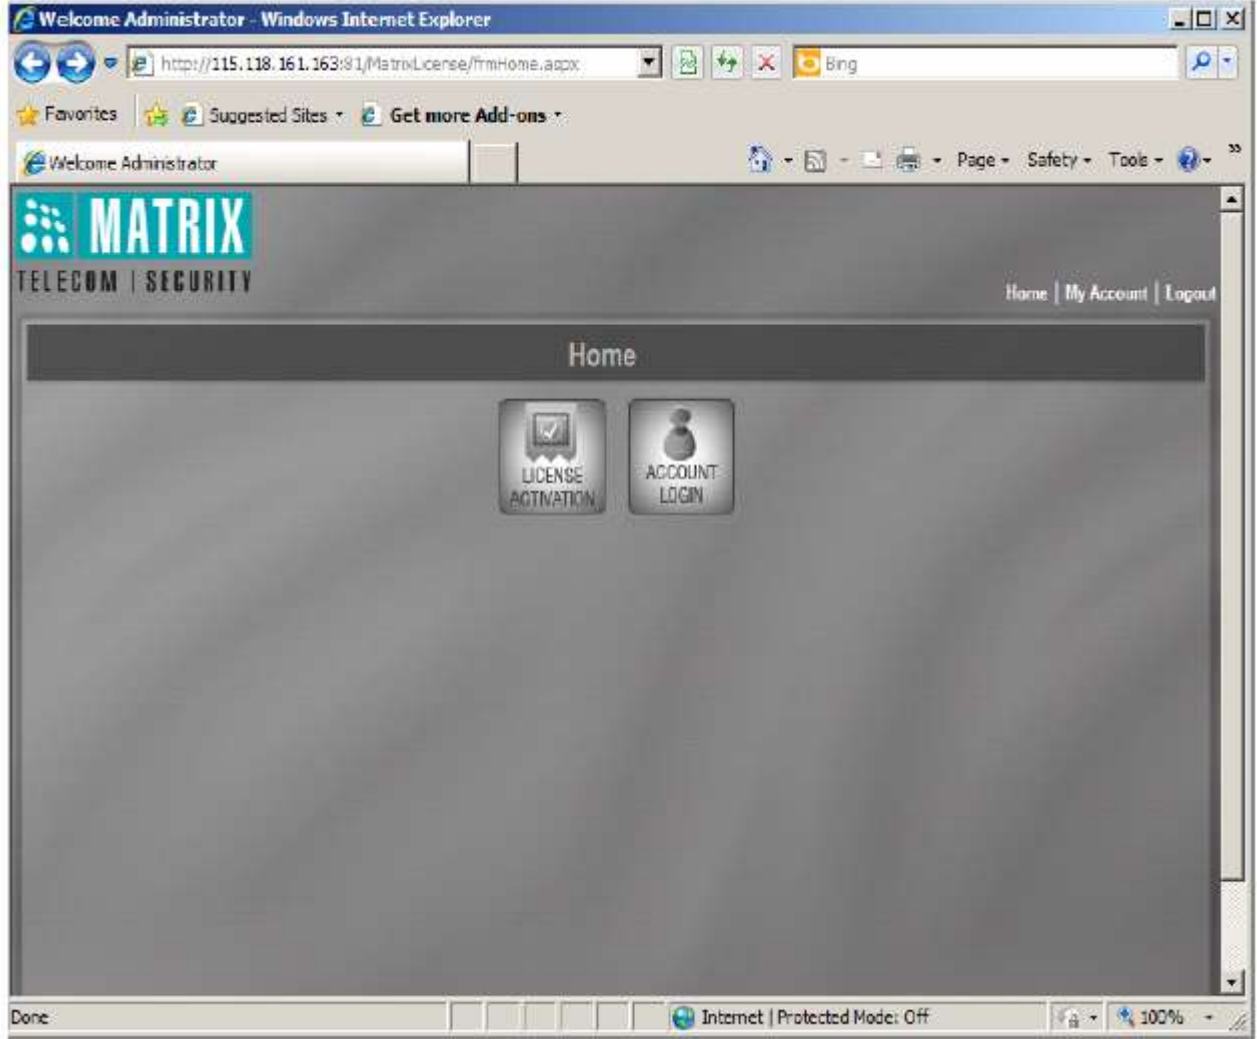 Welcome Administrator - Windows Internet Explorer
http://115.118.161.163:81/MatrixLicense/frmHome.aspx
Bing
Favorites Suggested Sites Get more Add-ons
Welcome Administrator
Page Safety Tools
MATRIX
TELECOM | SECURITY
Home | My Account | Logout
Home
LICENSE
ACTIVATION
ACCOUNT
LOGIN
Done
Internet | Protected Mode: Off
100%